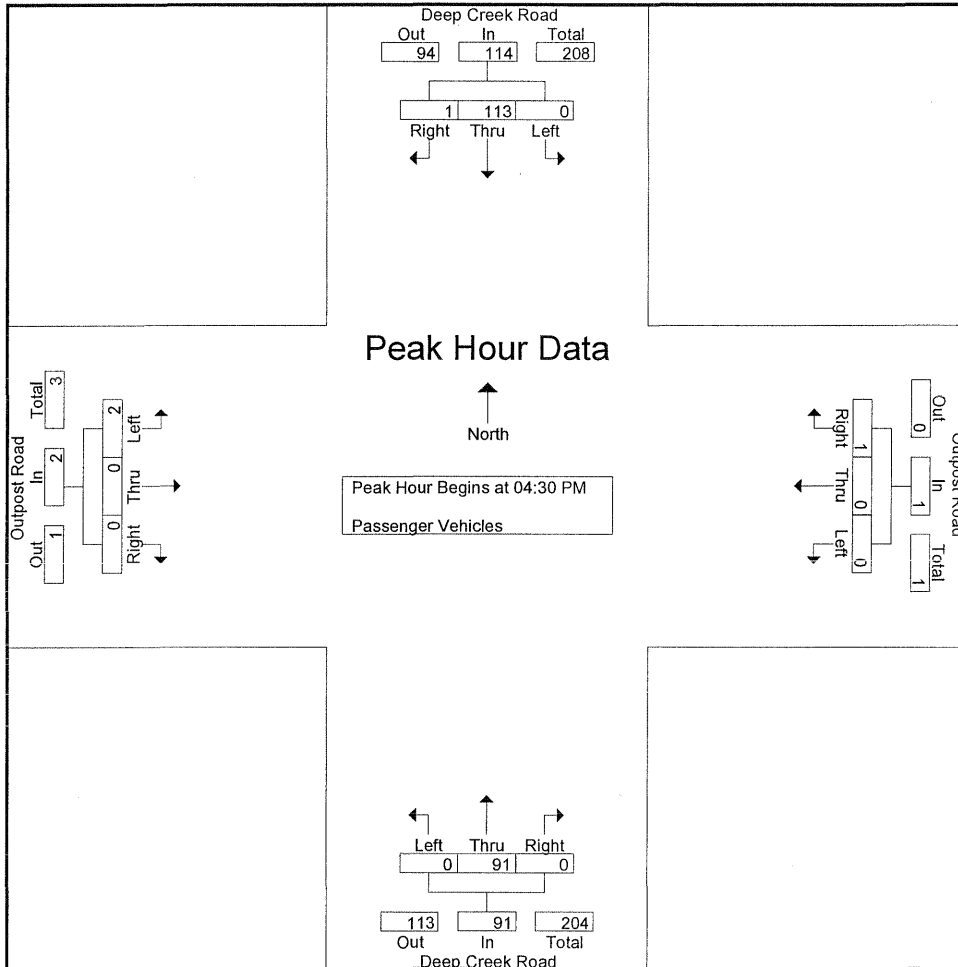 Deep Creek Road
Out In Total
94 114 208
1 113 0
Right Thru Left
Peak Hour Data
North
Peak Hour Begins at 04:30 PM
Passenger Vehicles
Outpost Road
Out In Total
1 2 3
Right Thru Left
0 0 2
Outpost Road
Out In Total
0 1 1
Right Thru Left
1 0 0
Left Thru Right
0 91 0
113 91 204
Out In Total
Deep Creek Road